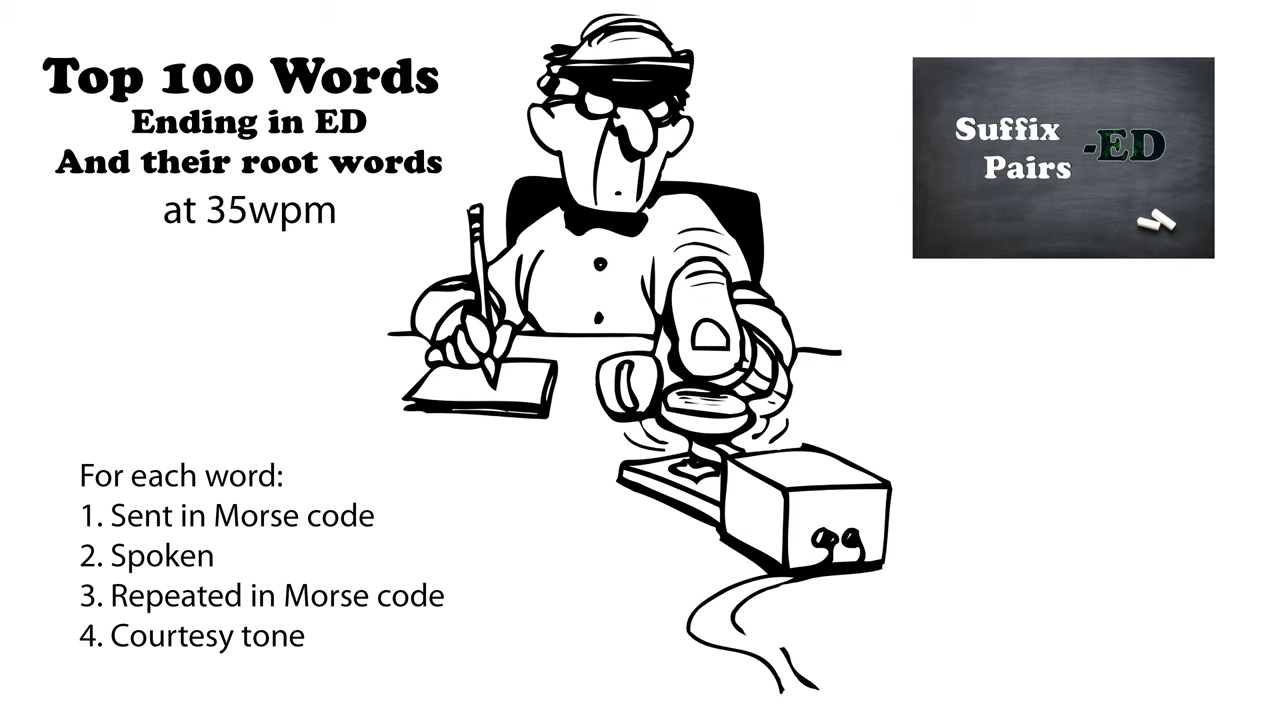 Top 100 Words
Ending in ED
And their root words
at 35wpm
Suffix -ED
Pairs
For each word:
1. Sent in Morse code
2. Spoken
3. Repeated in Morse code
4. Courtesy tone